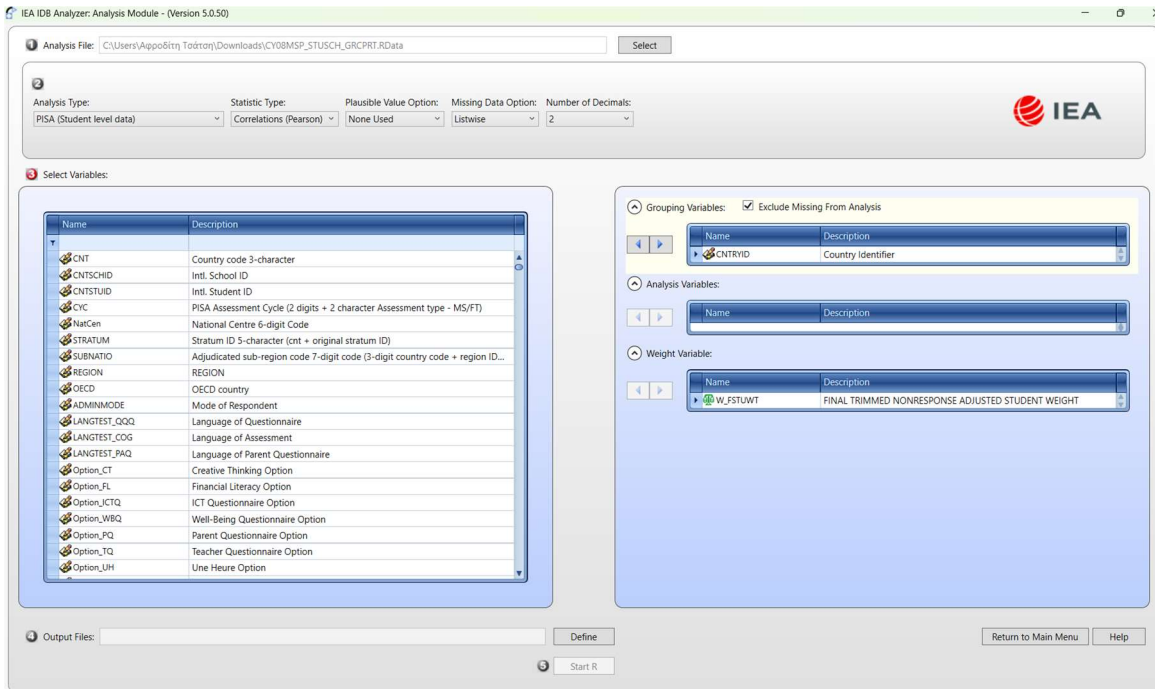 IEA IDB Analyzer: Analysis Module - (Version 5.0.50)
1 Analysis File: C:\Users\Αφροδίτη Τσάτση\Downloads\CY08MSP_STUSCH_GRCPRT.RData Select
2
Analysis Type: Statistic Type: Plausible Value Option: Missing Data Option: Number of Decimals:
PISA (Student level data) Correlations (Pearson) None Used Listwise 2
IEA
3 Select Variables:
Name Description
CNT Country code 3-character
CNTSCHID Intl. School ID
CNTSTUID Intl. Student ID
CYC PISA Assessment Cycle (2 digits + 2 character Assessment type - MS/FT)
NatCen National Centre 6-digit Code
STRATUM Stratum ID 5-character (cnt + original stratum ID)
SUBNATIO Adjudicated sub-region code 7-digit code (3-digit country code + region ID...
REGION REGION
OECD OECD country
ADMINMODE Mode of Respondent
LANGTEST_QQQ Language of Questionnaire
LANGTEST_COG Language of Assessment
LANGTEST_PAQ Language of Parent Questionnaire
Option_CT Creative Thinking Option
Option_FL Financial Literacy Option
Option_ICTQ ICT Questionnaire Option
Option_WBQ Well-Being Questionnaire Option
Option_PQ Parent Questionnaire Option
Option_TQ Teacher Questionnaire Option
Option_UH Une Heure Option
Grouping Variables: Exclude Missing From Analysis
Name Description
CNTRYID Country Identifier
Analysis Variables:
Name Description
Weight Variable:
Name Description
W_FSTUWT FINAL TRIMMED NONRESPONSE ADJUSTED STUDENT WEIGHT
4 Output Files: Define Return to Main Menu Help
5 Start R